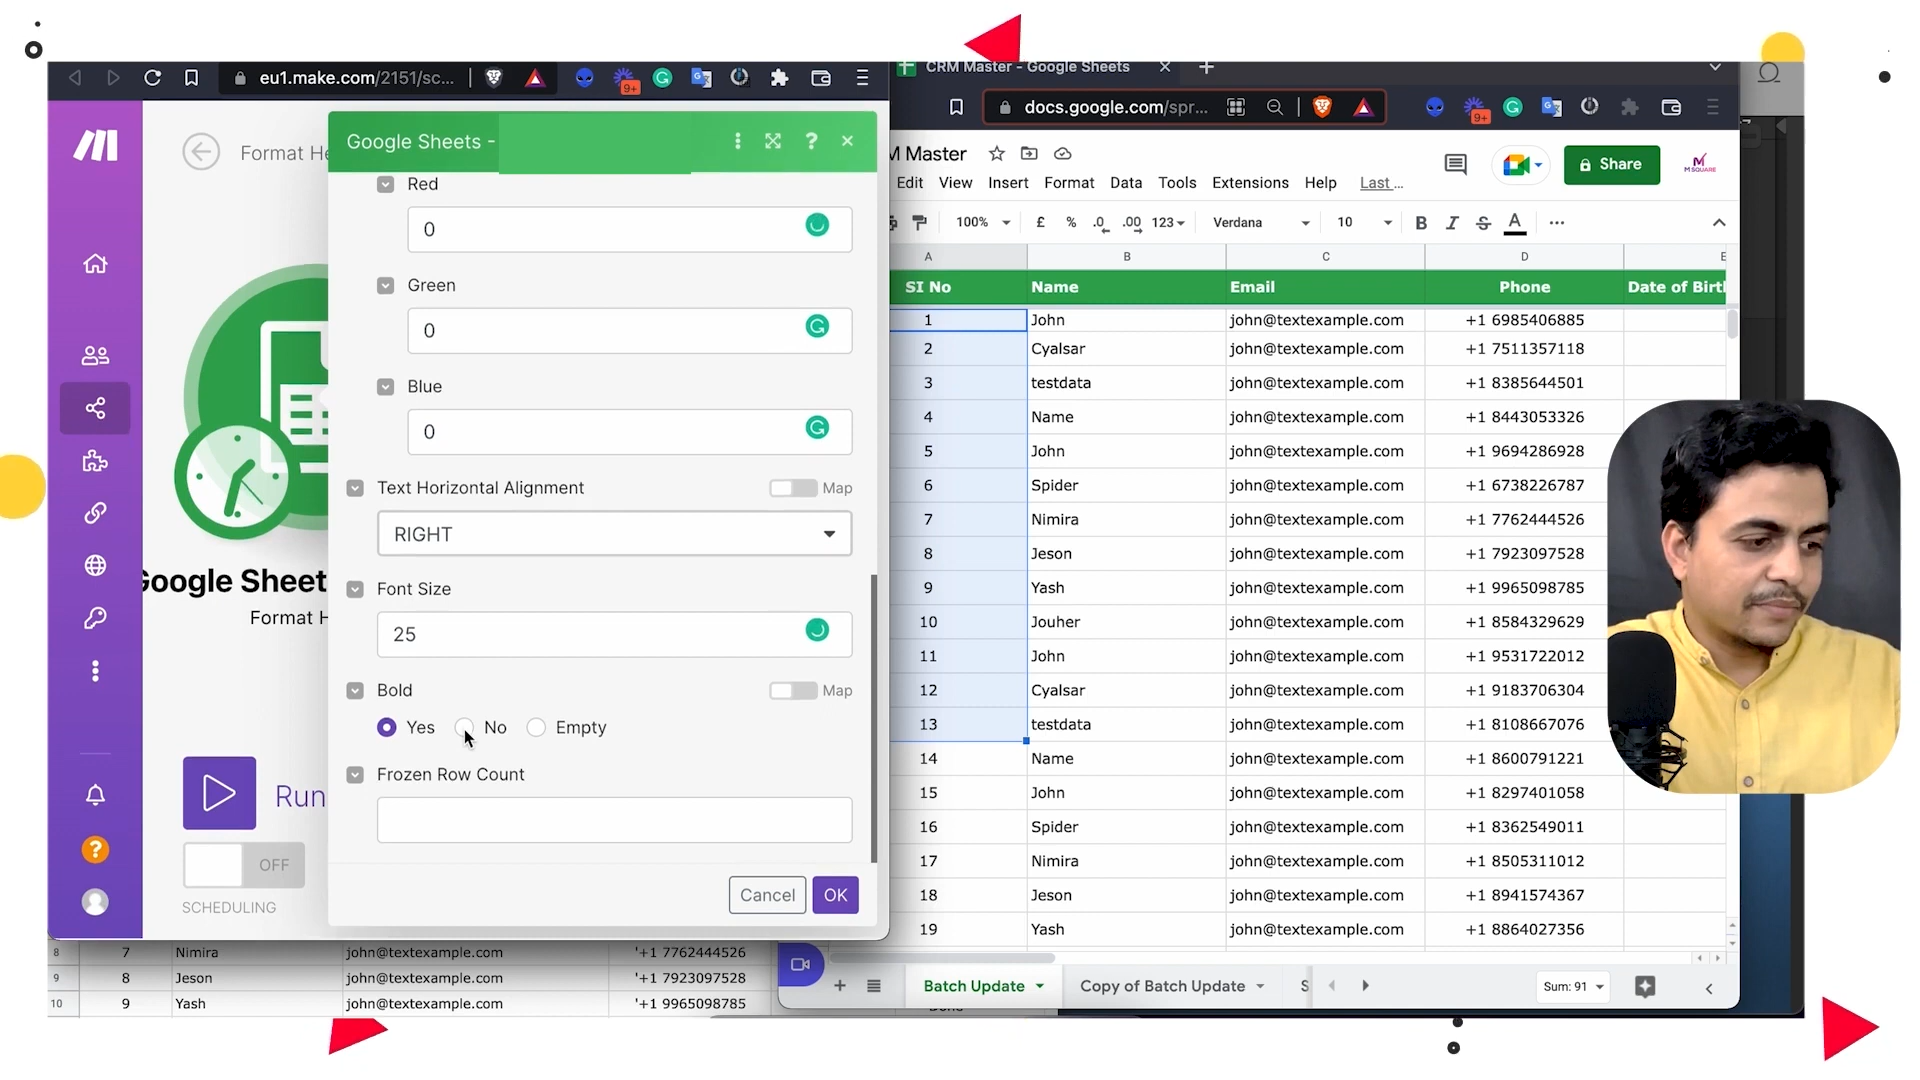 eu1.make.com/2151/sc...
9+
Format He
Google Sheets -
?
Red
0
Green
0
Blue
0
Text Horizontal Alignment
Map
RIGHT
Font Size
25
Bold
Map
Yes
No
Empty
Frozen Row Count
Cancel
OK
Google Sheet
Format H
Run
OFF
SCHEDULING
?
8 7 Nimira john@textexample.com '+1 7762444526
9 8 Jeson john@textexample.com '+1 7923097528
10 9 Yash john@textexample.com '+1 9965098785
CRM Master - Google Sheets
docs.google.com/spr...
9+
M Master
Share
M SQUARE
Edit View Insert Format Data Tools Extensions Help Last ...
100% £ % .0 .00 123 Verdana 10 B I S A
A B C D E
SI No Name Email Phone Date of Birth
1 John john@textexample.com +1 6985406885
2 Cyalsar john@textexample.com +1 7511357118
3 testdata john@textexample.com +1 8385644501
4 Name john@textexample.com +1 8443053326
5 John john@textexample.com +1 9694286928
6 Spider john@textexample.com +1 6738226787
7 Nimira john@textexample.com +1 7762444526
8 Jeson john@textexample.com +1 7923097528
9 Yash john@textexample.com +1 9965098785
10 Jouher john@textexample.com +1 8584329629
11 John john@textexample.com +1 9531722012
12 Cyalsar john@textexample.com +1 9183706304
13 testdata john@textexample.com +1 8108667076
14 Name john@textexample.com +1 8600791221
15 John john@textexample.com +1 8297401058
16 Spider john@textexample.com +1 8362549011
17 Nimira john@textexample.com +1 8505311012
18 Jeson john@textexample.com +1 8941574367
19 Yash john@textexample.com +1 8864027356
Batch Update
Copy of Batch Update
S
Sum: 91